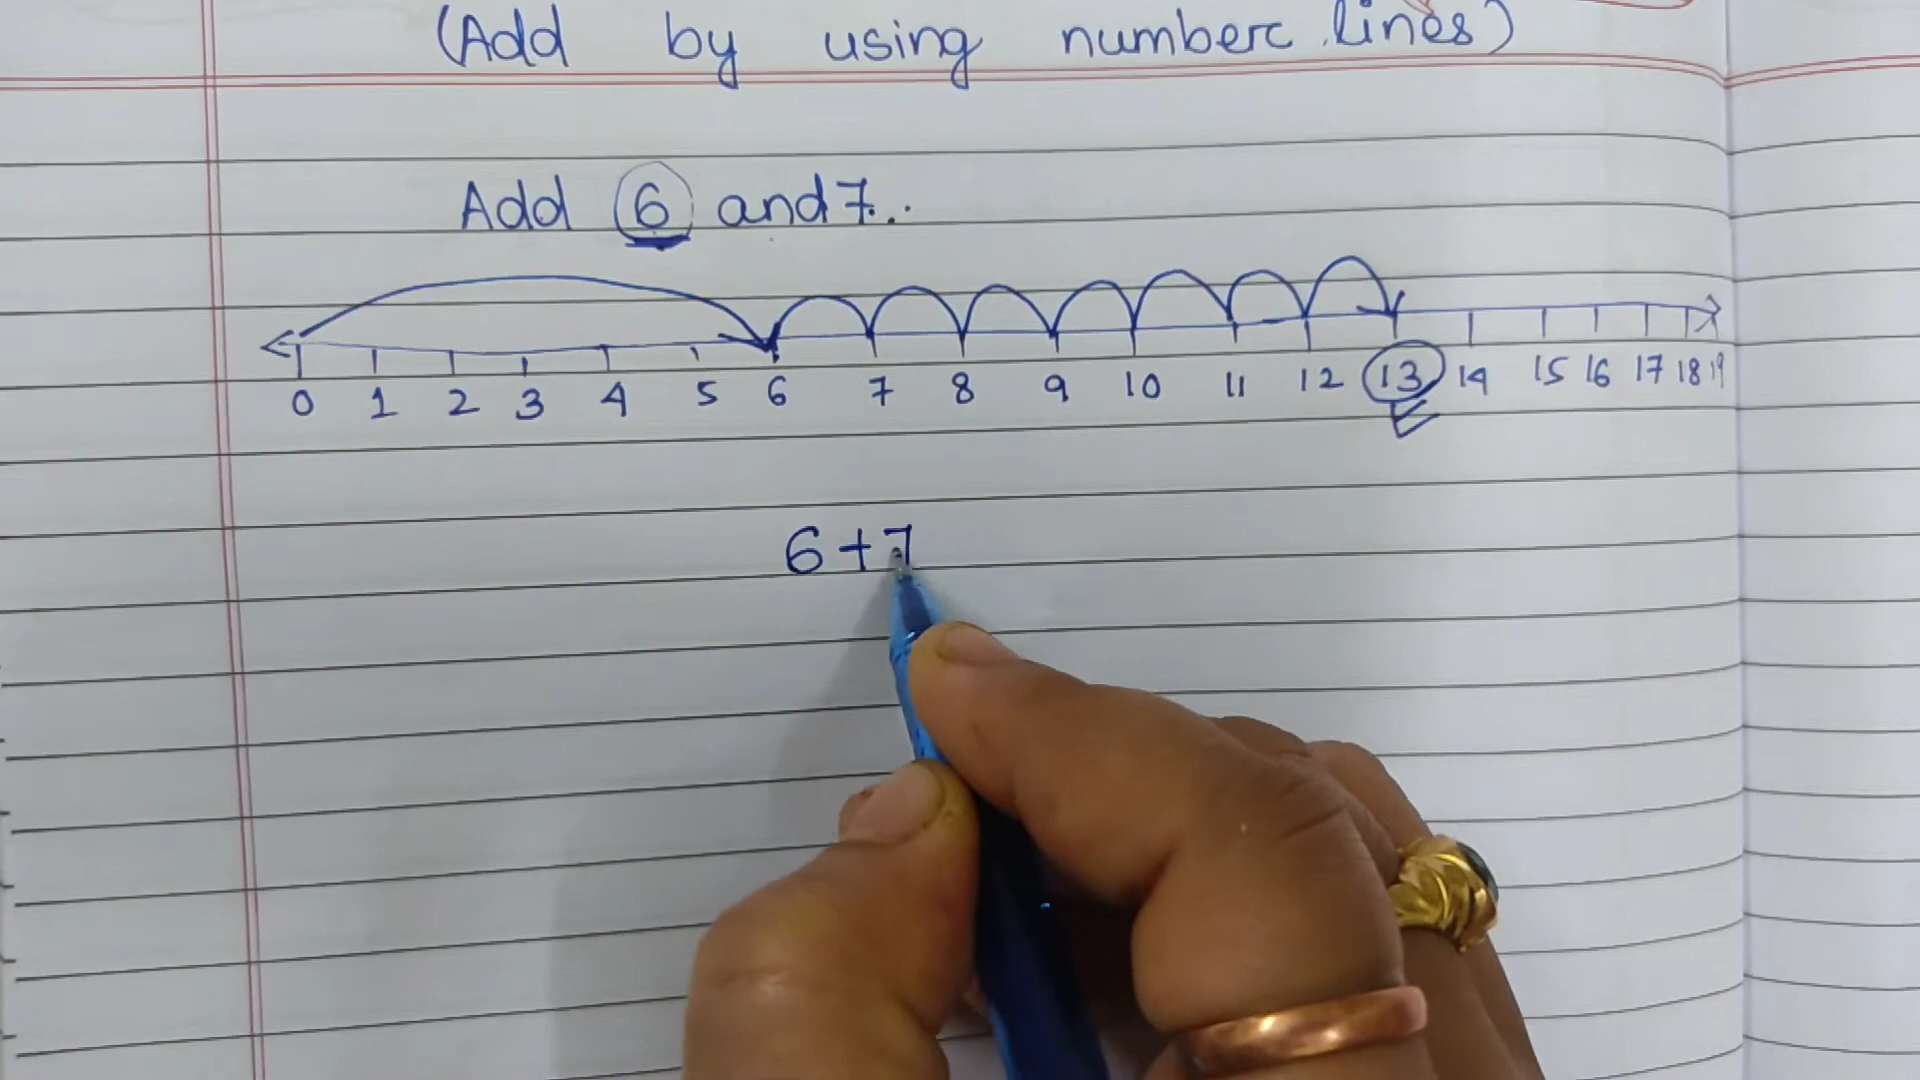 (Add by using number lines)
Add 6 and 7..
0 1 2 3 4 5 6 7 8 9 10 11 12 13 14 15 16 17 18 19
6+7